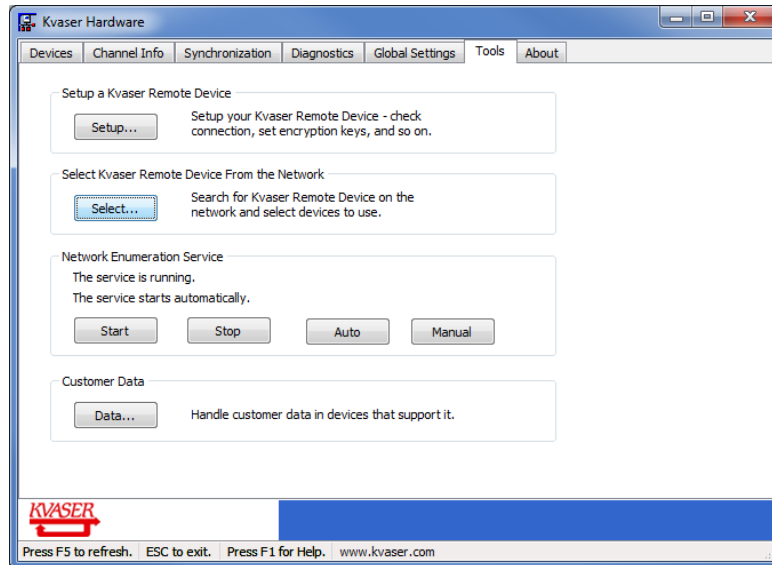 Kvaser Hardware
Devices Channel Info Synchronization Diagnostics Global Settings Tools About
Setup a Kvaser Remote Device
Setup... Setup your Kvaser Remote Device - check
connection, set encryption keys, and so on.
Select Kvaser Remote Device From the Network
Select... Search for Kvaser Remote Device on the
network and select devices to use.
Network Enumeration Service
The service is running.
The service starts automatically.
Start Stop Auto Manual
Customer Data
Data... Handle customer data in devices that support it.
KVASER
Press F5 to refresh. ESC to exit. Press F1 for Help. www.kvaser.com